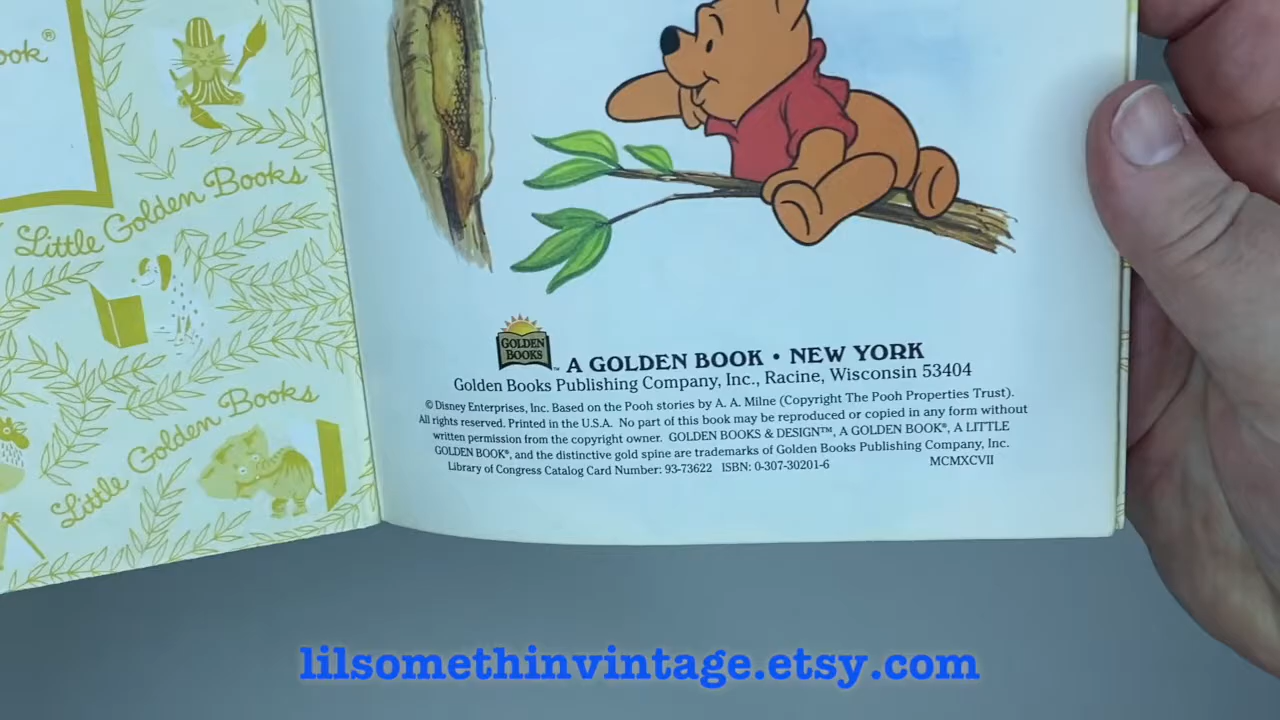 ook®
Little Golden Books
Little Golden Books
GOLDEN
BOOKS™
A GOLDEN BOOK • NEW YORK
Golden Books Publishing Company, Inc., Racine, Wisconsin 53404
© Disney Enterprises, Inc. Based on the Pooh stories by A. A. Milne (Copyright The Pooh Properties Trust).
All rights reserved. Printed in the U.S.A. No part of this book may be reproduced or copied in any form without
written permission from the copyright owner. GOLDEN BOOKS & DESIGN™, A GOLDEN BOOK®, A LITTLE
GOLDEN BOOK®, and the distinctive gold spine are trademarks of Golden Books Publishing Company, Inc.
Library of Congress Catalog Card Number: 93-73622 ISBN: 0-307-30201-6 MCMXCVII
lilsomethinvintage.etsy.com